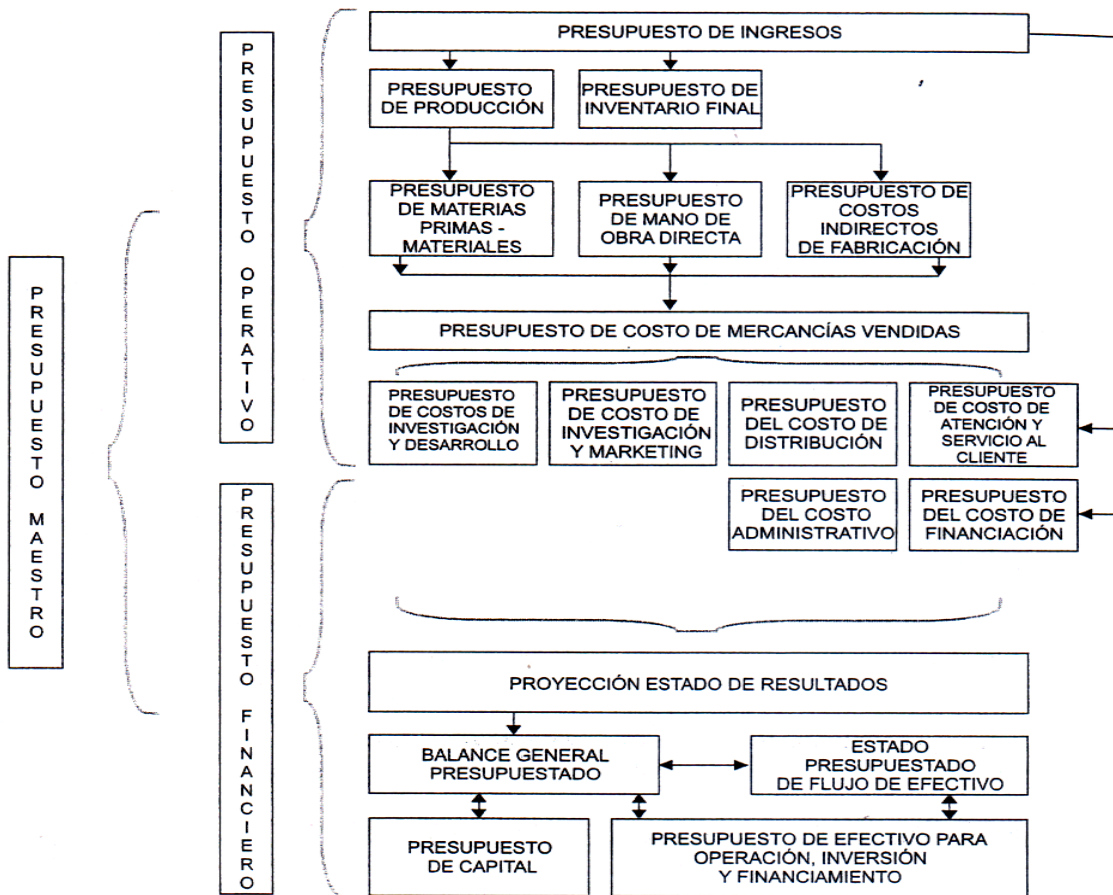 PRESUPUESTO MAESTRO
PRESUPUESTO OPERATIVO
PRESUPUESTO DE INGRESOS
PRESUPUESTO
DE PRODUCCIÓN
PRESUPUESTO DE
INVENTARIO FINAL
PRESUPUESTO
DE MATERIAS
PRIMAS -
MATERIALES
PRESUPUESTO
DE MANO DE
OBRA DIRECTA
PRESUPUESTO DE
COSTOS
INDIRECTOS
DE FABRICACIÓN
PRESUPUESTO DE COSTO DE MERCANCÍAS VENDIDAS
PRESUPUESTO
DE COSTOS DE
INVESTIGACIÓN
Y DESARROLLO
PRESUPUESTO
DE COSTO DE
INVESTIGACIÓN
Y MARKETING
PRESUPUESTO
DEL COSTO DE
DISTRIBUCIÓN
PRESUPUESTO
DE COSTO DE
ATENCIÓN Y
SERVICIO AL
CLIENTE
PRESUPUESTO FINANCIERO
PRESUPUESTO
DEL COSTO
ADMINISTRATIVO
PRESUPUESTO
DEL COSTO DE
FINANCIACIÓN
PROYECCIÓN ESTADO DE RESULTADOS
BALANCE GENERAL
PRESUPUESTADO
ESTADO
PRESUPUESTADO
DE FLUJO DE EFECTIVO
PRESUPUESTO
DE CAPITAL
PRESUPUESTO DE EFECTIVO PARA
OPERACIÓN, INVERSIÓN
Y FINANCIAMIENTO